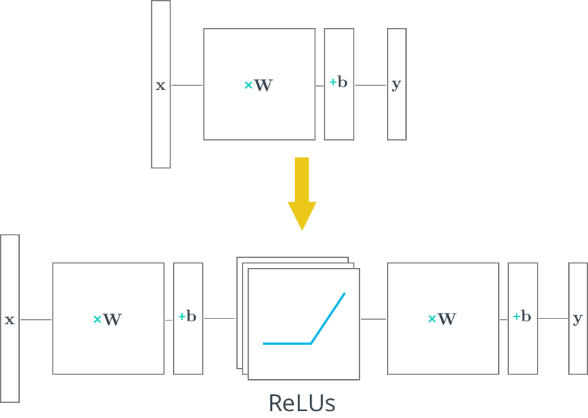 x ×W +b y
x ×W +b ×W +b y
ReLUs